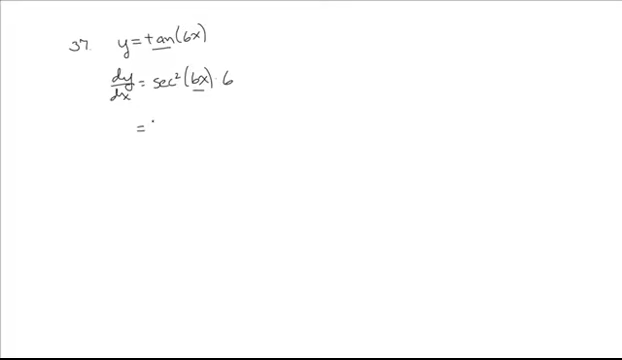 37. y = tan(6x)
dy/dx = sec²(6x) · 6
=